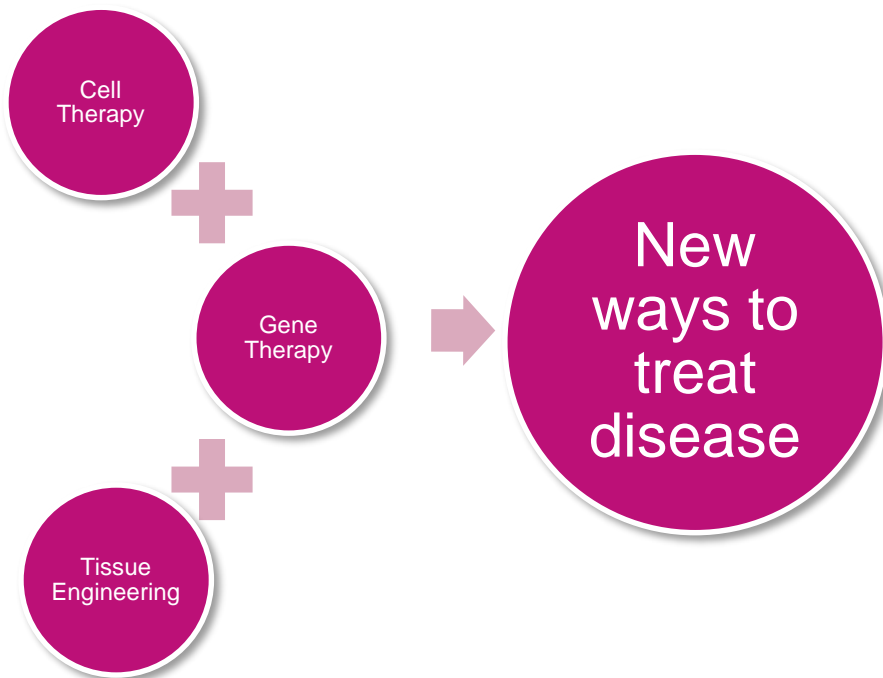 Cell
Therapy
Gene
Therapy
Tissue
Engineering
New
ways to
treat
disease